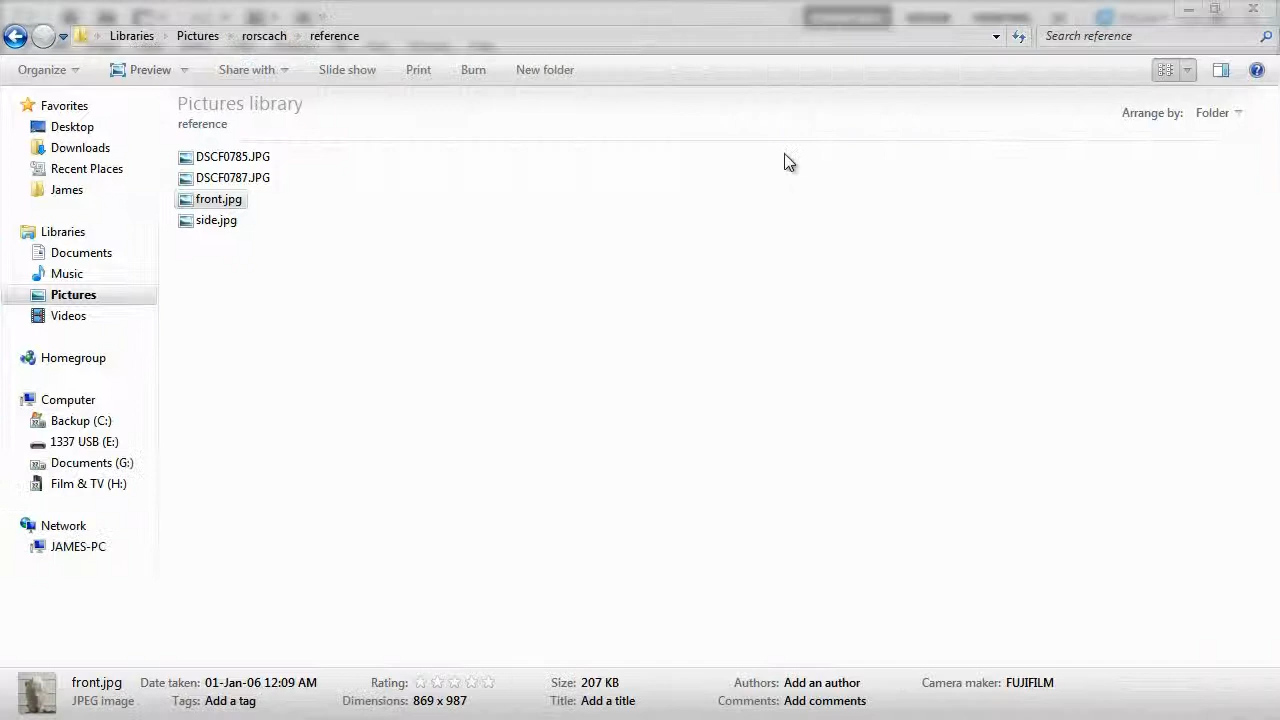 Libraries Pictures rorscach reference Search reference
Organize Preview Share with Slide show Print Burn New folder
Favorites
Desktop
Downloads
Recent Places
James
Libraries
Documents
Music
Pictures
Videos
Homegroup
Computer
Backup (C:)
1337 USB (E:)
Documents (G:)
Film & TV (H:)
Network
JAMES-PC
Pictures library
reference
Arrange by: Folder
DSCF0785.JPG
DSCF0787.JPG
front.jpg
side.jpg
front.jpg Date taken: 01-Jan-06 12:09 AM Rating: Size: 207 KB Authors: Add an author Camera maker: FUJIFILM
JPEG image Tags: Add a tag Dimensions: 869 x 987 Title: Add a title Comments: Add comments